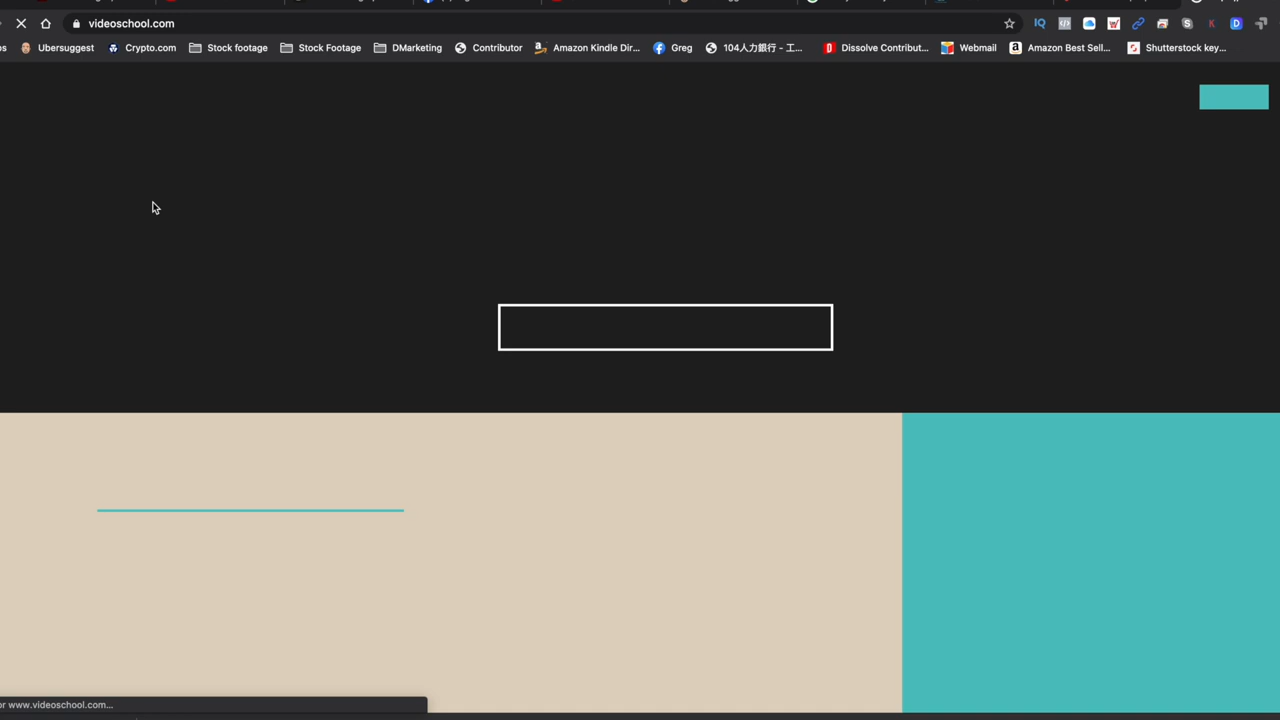 videoschool.com
Ubersuggest Crypto.com Stock footage Stock Footage DMarketing Contributor Amazon Kindle Dir... Greg 104人力銀行 - 工... Dissolve Contribut... Webmail Amazon Best Sell... Shutterstock key...
or www.videoschool.com...